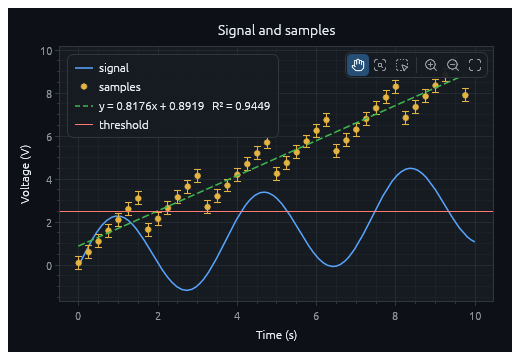 Signal and samples
signal
samples
y = 0.8176x + 0.8919 R² = 0.9449
threshold
10
8
6
4
2
0
Voltage (V)
0
2
4
6
8
10
Time (s)